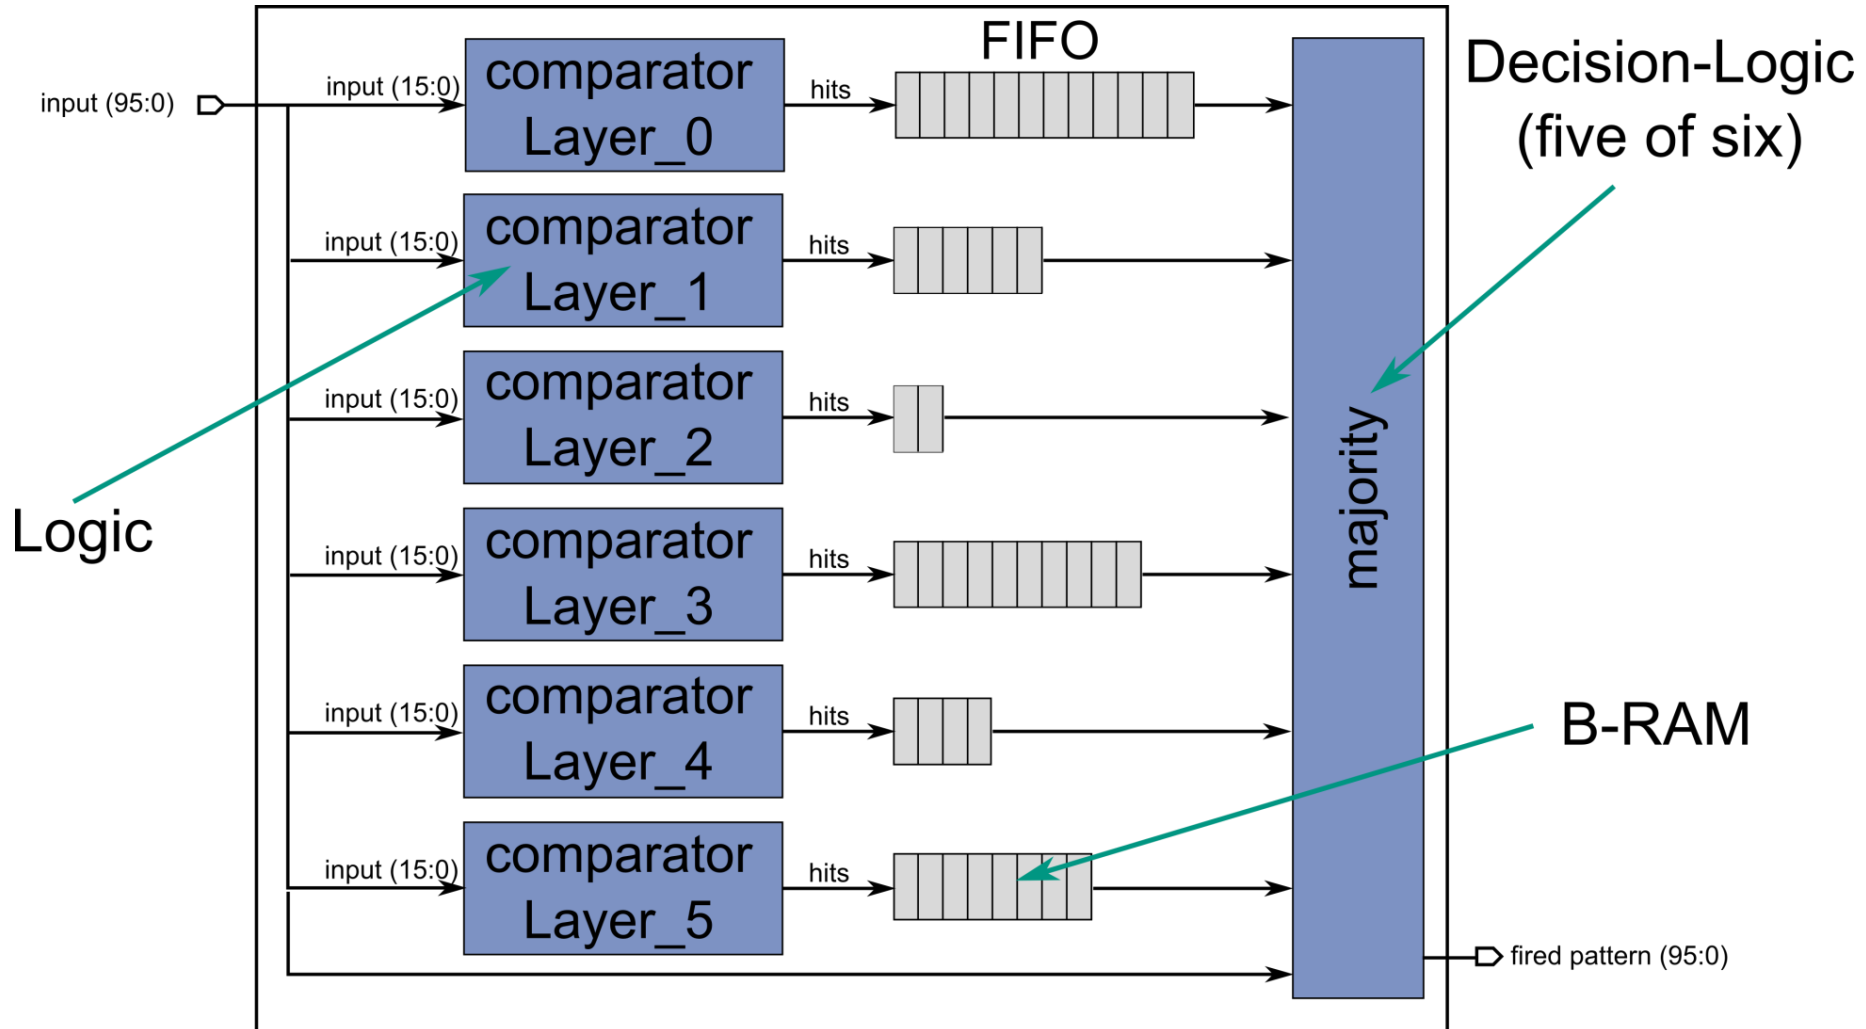 FIFO
input (95:0)
input (15:0)
comparator
Layer_0
hits
Decision-Logic
(five of six)
input (15:0)
comparator
Layer_1
hits
input (15:0)
comparator
Layer_2
hits
majority
Logic
input (15:0)
comparator
Layer_3
hits
input (15:0)
comparator
Layer_4
hits
B-RAM
input (15:0)
comparator
Layer_5
hits
fired pattern (95:0)